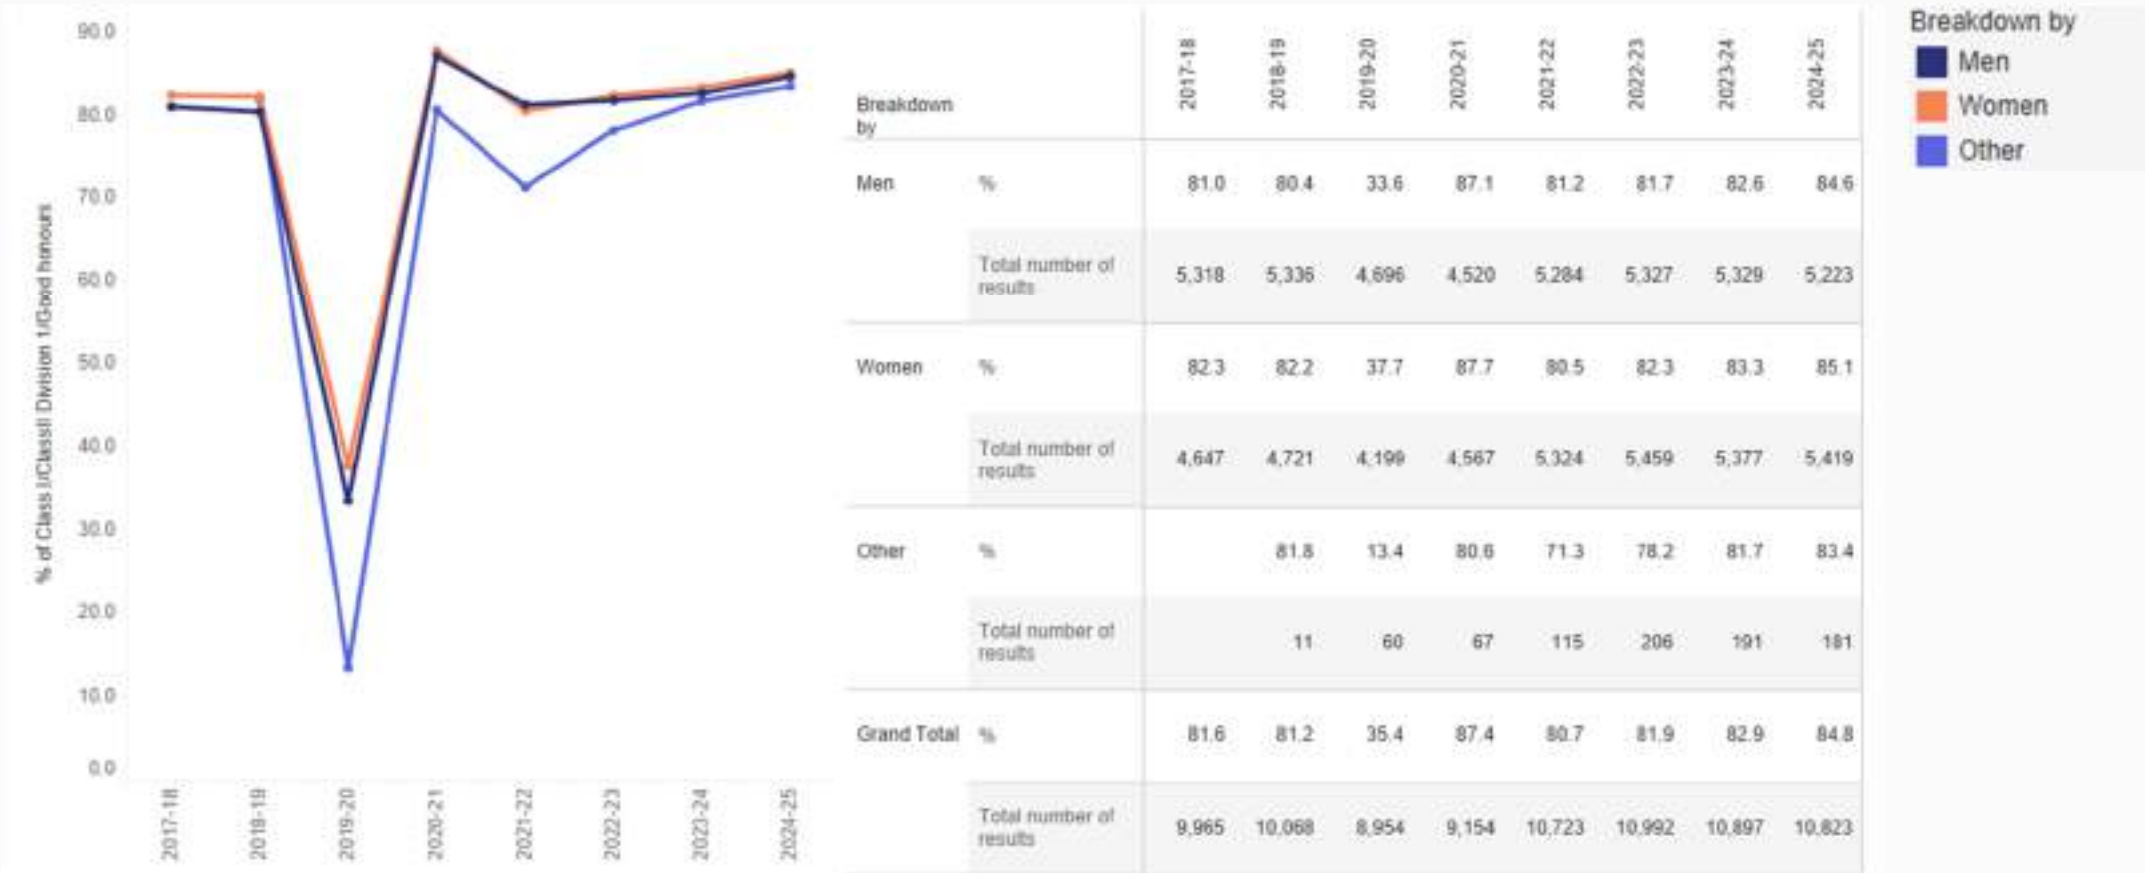 90.0
80.0
70.0
60.0
50.0
40.0
30.0
20.0
10.0
0.0
% of Class I/ClassII Division 1/Good honours
2017-18
2018-19
2019-20
2020-21
2021-22
2022-23
2023-24
2024-25
Breakdown
by
2017-18 2018-19 2019-20 2020-21 2021-22 2022-23 2023-24 2024-25
Men % 81.0 80.4 33.6 87.1 81.2 81.7 82.6 84.6
Total number of
results 5,318 5,336 4,696 4,520 5,284 5,327 5,329 5,223
Women % 82.3 82.2 37.7 87.7 80.5 82.3 83.3 85.1
Total number of
results 4,647 4,721 4,199 4,567 5,324 5,459 5,377 5,419
Other % 81.8 13.4 80.6 71.3 78.2 81.7 83.4
Total number of
results 11 60 67 115 206 191 181
Grand Total % 81.6 81.2 35.4 87.4 80.7 81.9 82.9 84.8
Total number of
results 9,965 10,068 8,954 9,154 10,723 10,992 10,897 10,823
Breakdown by
Men
Women
Other